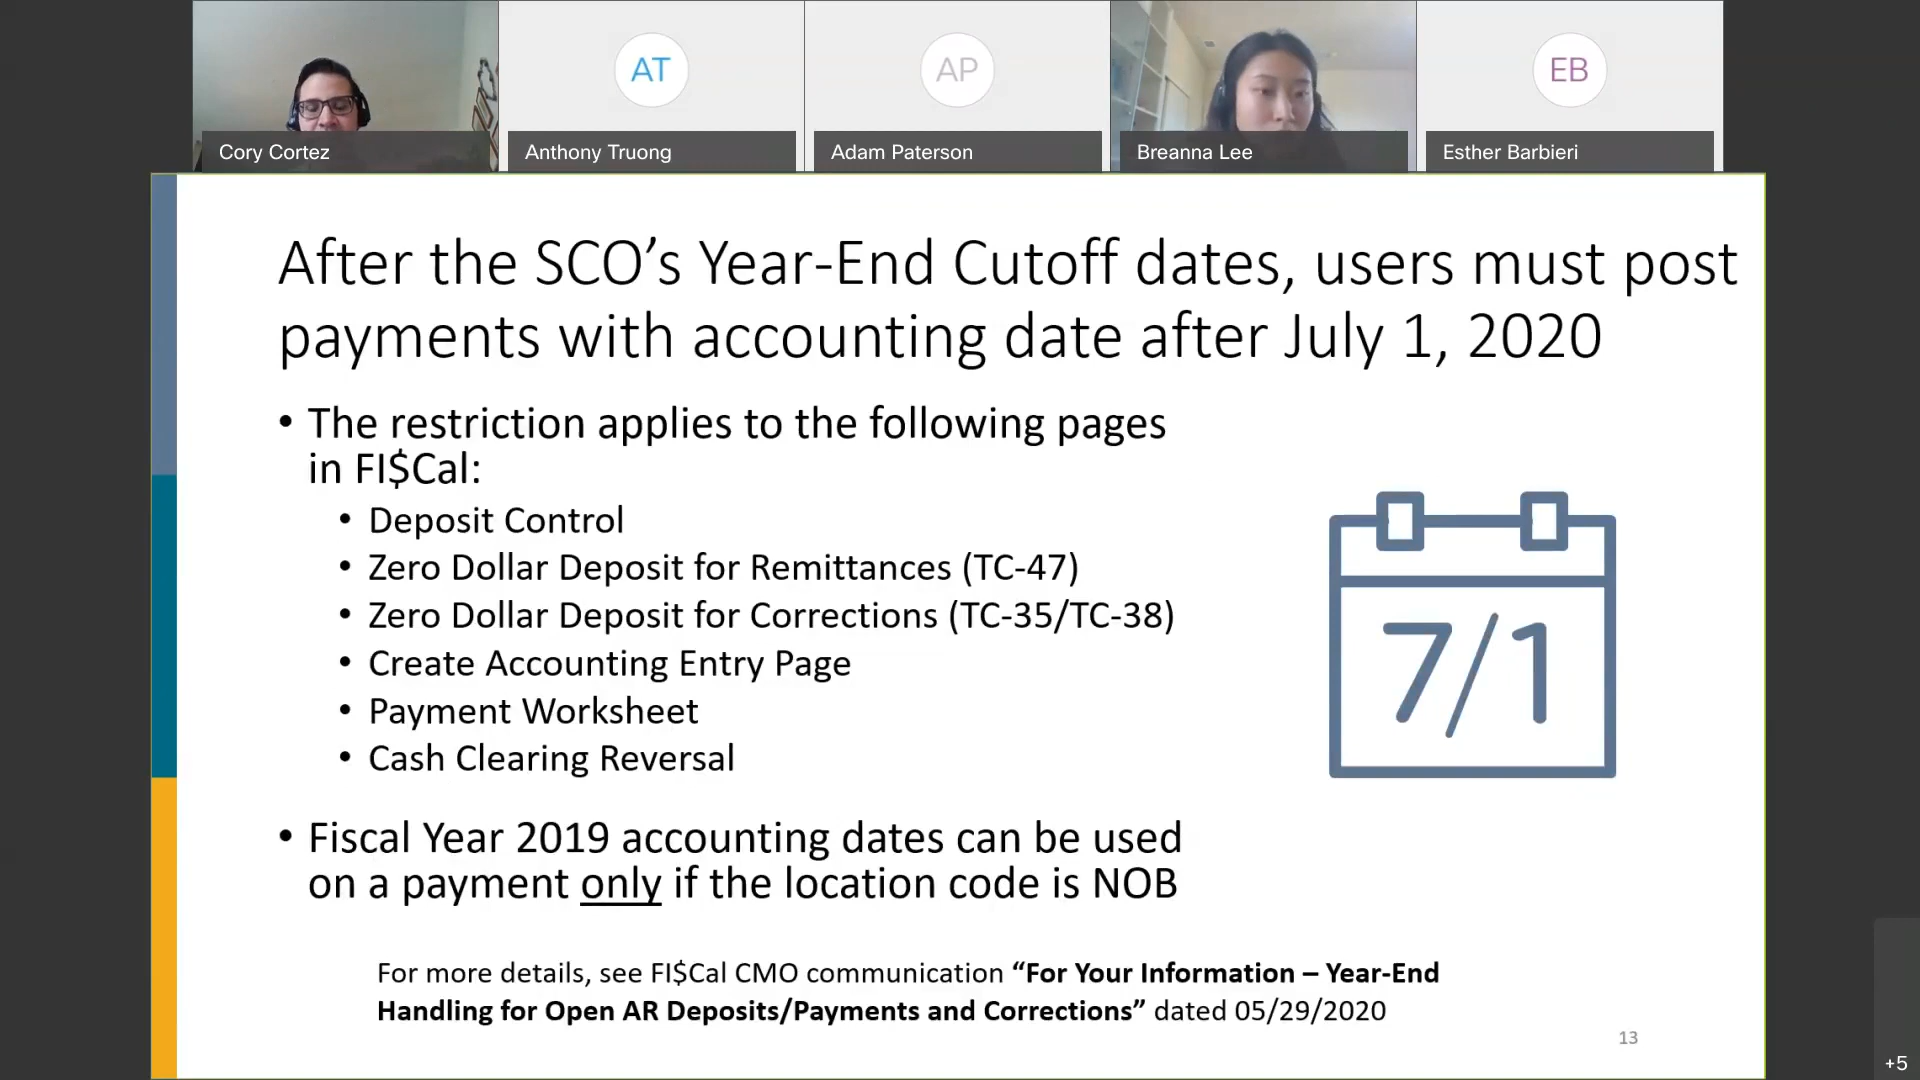 AT
AP
EB
Cory Cortez
Anthony Truong
Adam Paterson
Breanna Lee
Esther Barbieri
After the SCO’s Year-End Cutoff dates, users must post
payments with accounting date after July 1, 2020
• The restriction applies to the following pages
in FI$Cal:
• Deposit Control
• Zero Dollar Deposit for Remittances (TC-47)
• Zero Dollar Deposit for Corrections (TC-35/TC-38)
• Create Accounting Entry Page
• Payment Worksheet
• Cash Clearing Reversal
7/1
• Fiscal Year 2019 accounting dates can be used
on a payment only if the location code is NOB
For more details, see FI$Cal CMO communication “For Your Information – Year-End
Handling for Open AR Deposits/Payments and Corrections” dated 05/29/2020
13
+5